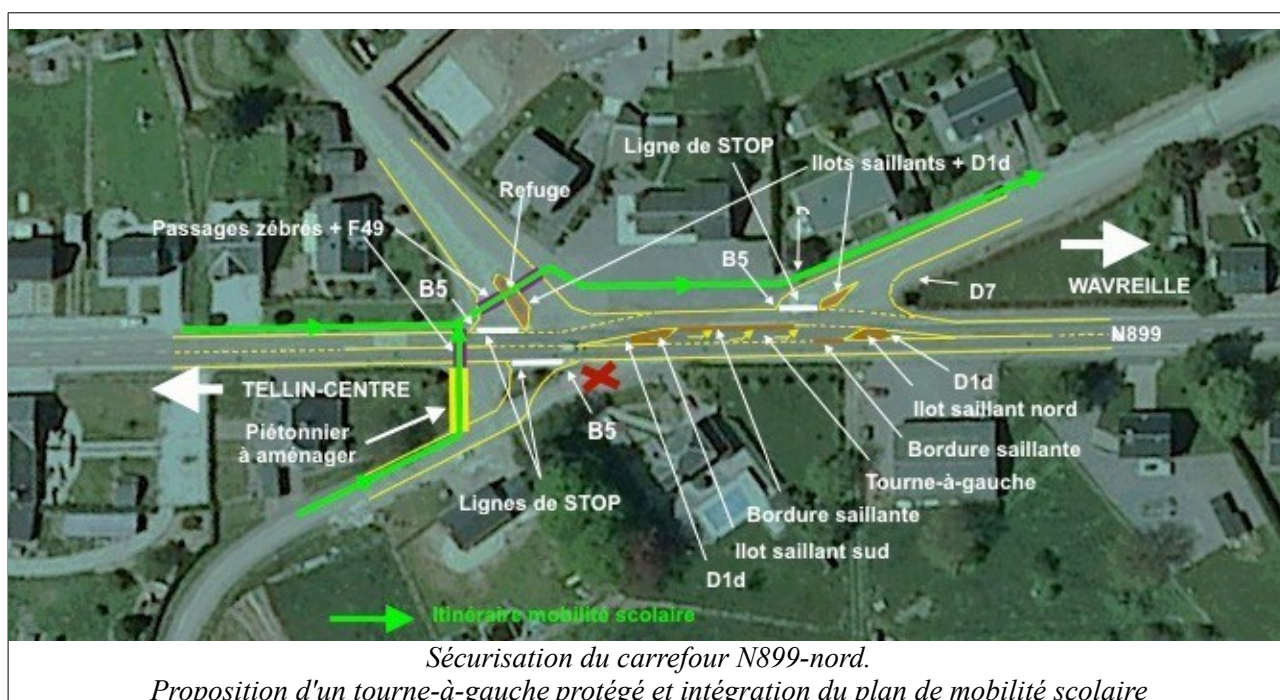 Ligne de STOP
Ilots saillants + D1d
Refuge
Passages zébrés + F49
B5
B5
D7
WAVREILLE
N899
TELLIN-CENTRE
D1d
Piétonnier
à aménager
B5
Ilot saillant nord
Bordure saillante
Tourne-à-gauche
Lignes de STOP
Bordure saillante
Ilot saillant sud
D1d
Itinéraire mobilité scolaire
Sécurisation du carrefour N899-nord.
Proposition d'un tourne-à-gauche protégé et intégration du plan de mobilité scolaire